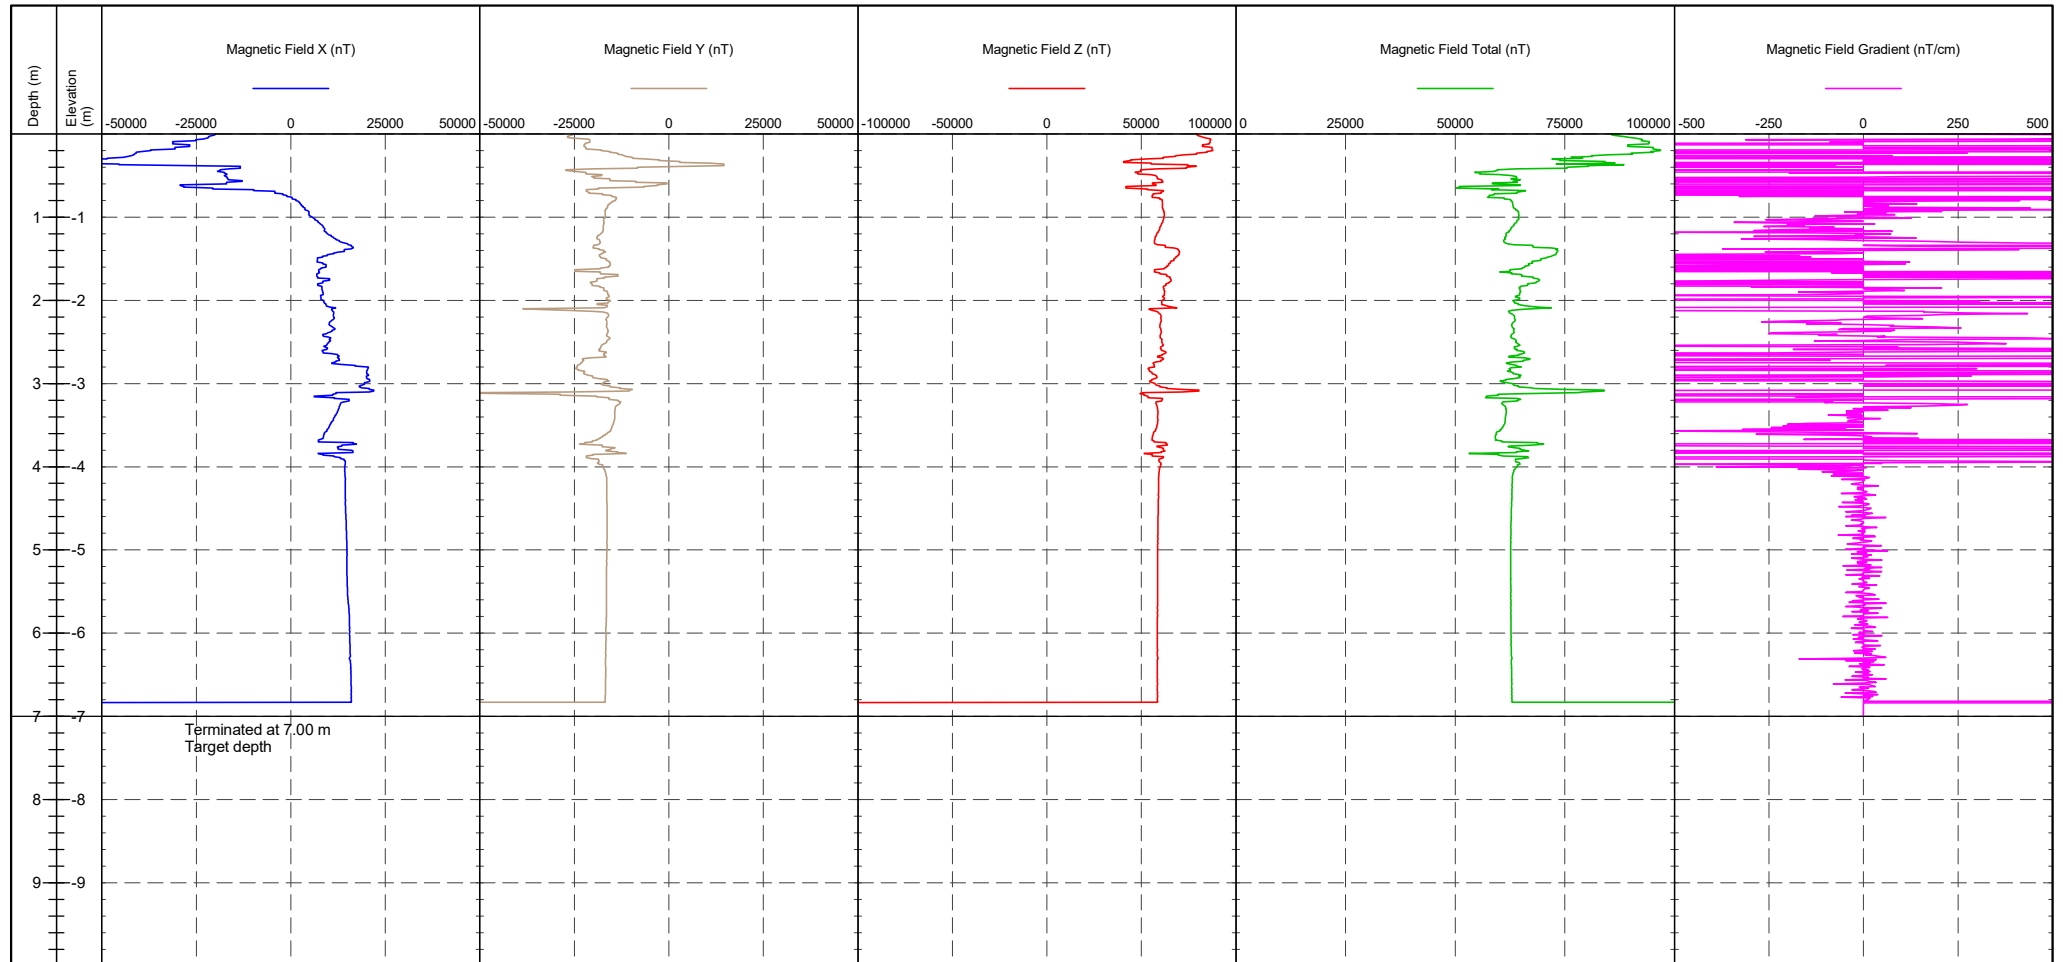 Depth (m)
Elevation
(m)
Magnetic Field X (nT)
Magnetic Field Y (nT)
Magnetic Field Z (nT)
Magnetic Field Total (nT)
Magnetic Field Gradient (nT/cm)
-50000 -25000 0 25000 50000
-50000 -25000 0 25000 50000
-100000 -50000 0 50000 100000
0 25000 50000 75000 100000
-500 -250 0 250 500
1 -1
2 -2
3 -3
4 -4
5 -5
6 -6
7 -7
Terminated at 7.00 m
Target depth
8 -8
9 -9